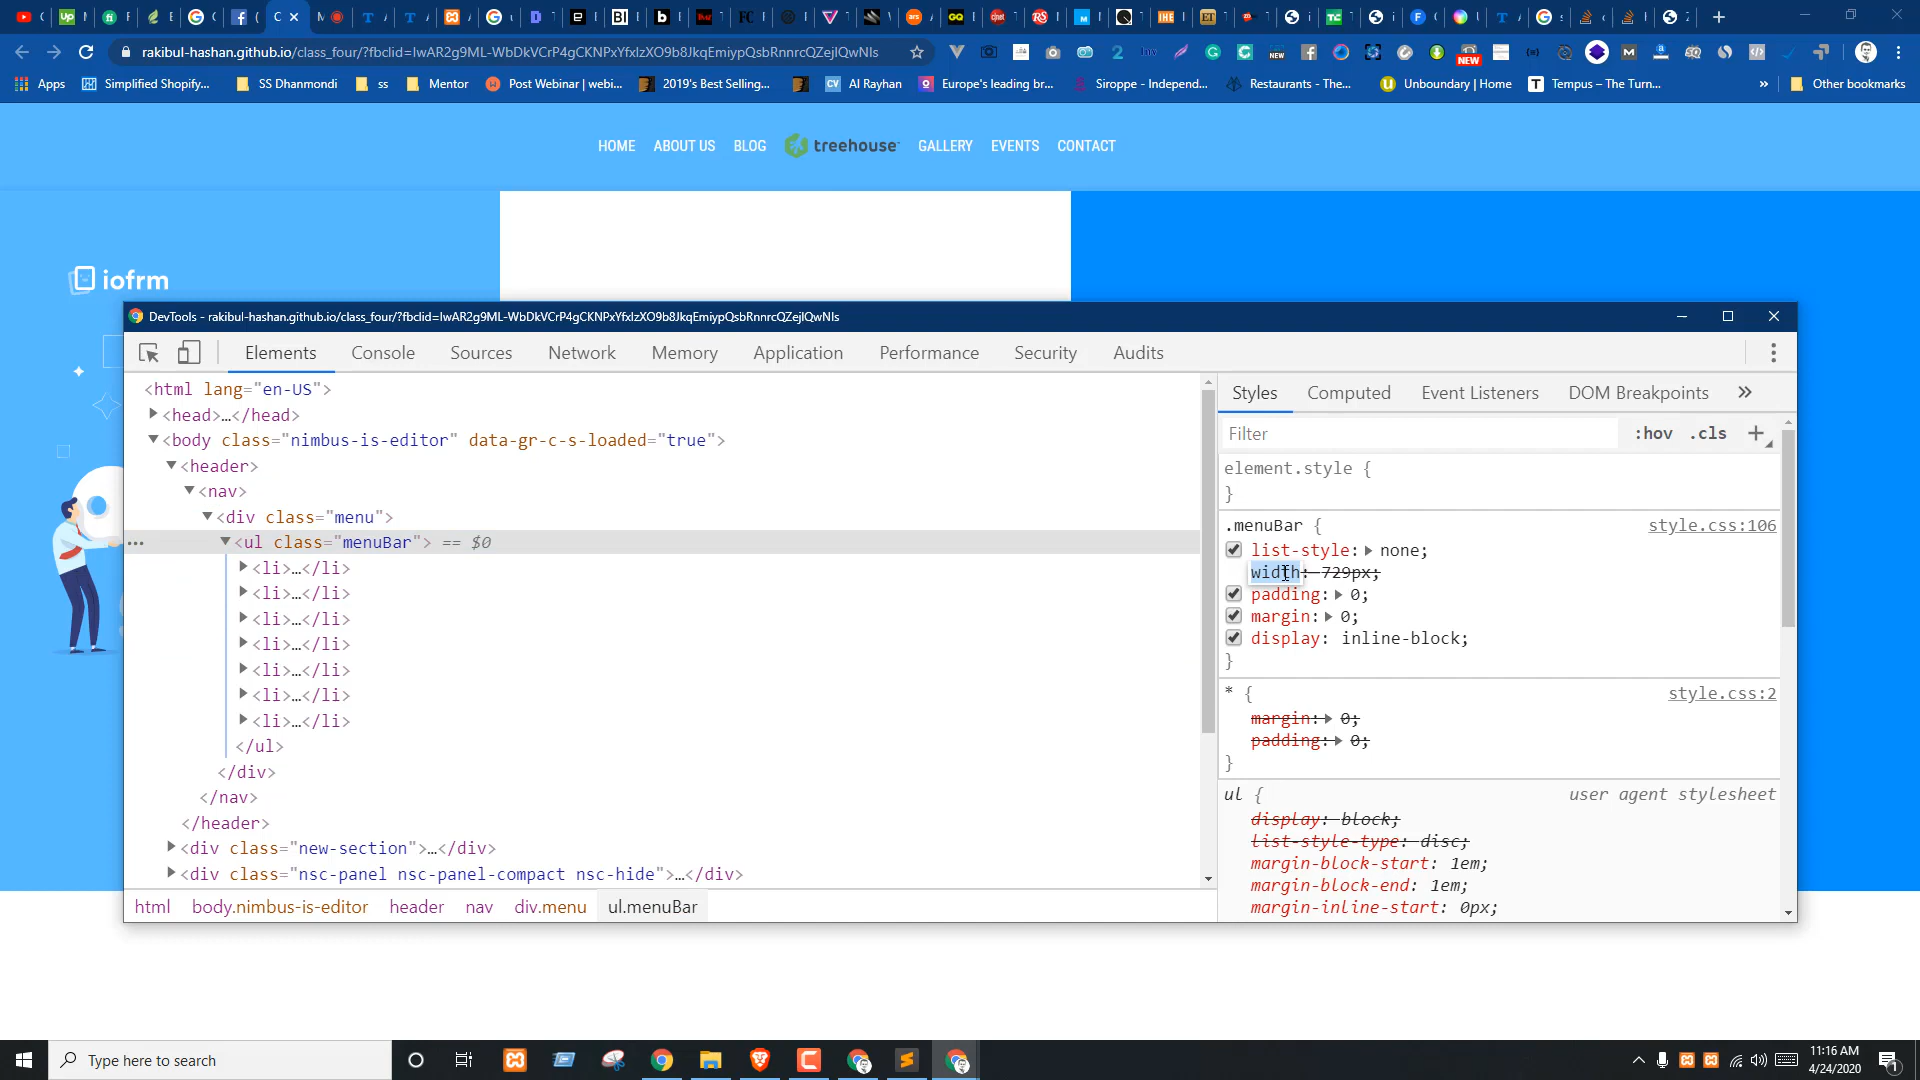 rakibul-hashan.github.io/class_four/?fbclid=IwAR2g9ML-WbDkVCrP4gCKNPxYfxIzXO9b8JkqEmiypQsbRnnrcQZejlQwNIs
Apps Simplified Shopify... SS Dhanmondi ss Mentor Post Webinar | webi... 2019's Best Selling... Al Rayhan Europe's leading br... Siroppe - Independ... Restaurants - The... Unboundary | Home Tempus – The Turn... » Other bookmarks
HOME ABOUT US BLOG treehouse GALLERY EVENTS CONTACT
iofrm
DevTools - rakibul-hashan.github.io/class_four/?fbclid=IwAR2g9ML-WbDkVCrP4gCKNPxYfxIzXO9b8JkqEmiypQsbRnnrcQZejlQwNIs
Elements Console Sources Network Memory Application Performance Security Audits
<html lang="en-US">
<head>…</head>
<body class="nimbus-is-editor" data-gr-c-s-loaded="true">
<header>
<nav>
<div class="menu">
<ul class="menuBar"> == $0
<li>…</li>
<li>…</li>
<li>…</li>
<li>…</li>
<li>…</li>
<li>…</li>
<li>…</li>
</ul>
</div>
</nav>
</header>
<div class="new-section">…</div>
<div class="nsc-panel nsc-panel-compact nsc-hide">…</div>
html body.nimbus-is-editor header nav div.menu ul.menuBar
Styles Computed Event Listeners DOM Breakpoints »
Filter :hov .cls +
element.style {
}
.menuBar { style.css:106
list-style: none;
width: 729px;
padding: 0;
margin: 0;
display: inline-block;
}
* { style.css:2
margin: 0;
padding: 0;
}
ul { user agent stylesheet
display: block;
list-style-type: disc;
margin-block-start: 1em;
margin-block-end: 1em;
margin-inline-start: 0px;
Type here to search
11:16 AM
4/24/2020